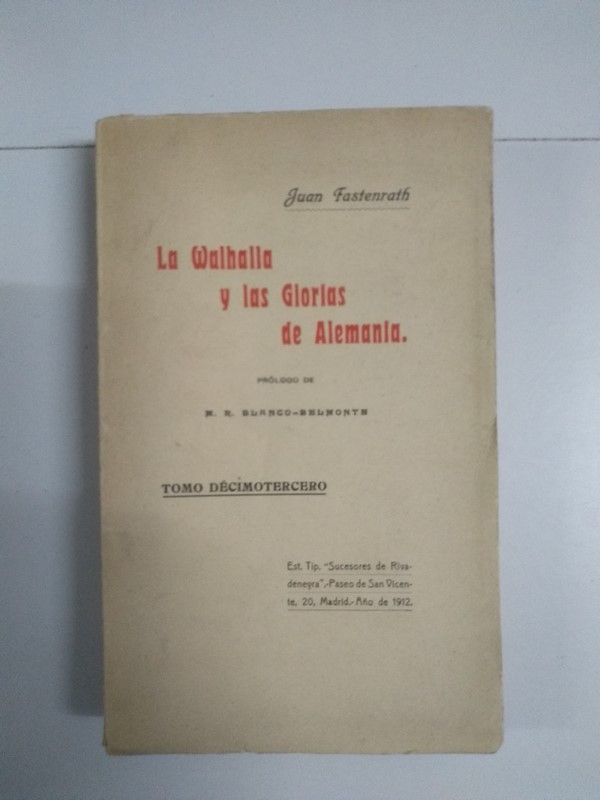 Juan Fastenrath
La Walhalla
y las Glorias
de Alemania.
PRÓLOGO DE
M. R. BLANCO-BELMONTE
TOMO DÉCIMOTERCERO
Est. Tip. "Sucesores de Riva-
deneyra".-Paseo de San Vicen-
te, 20, Madrid.-Año de 1912.